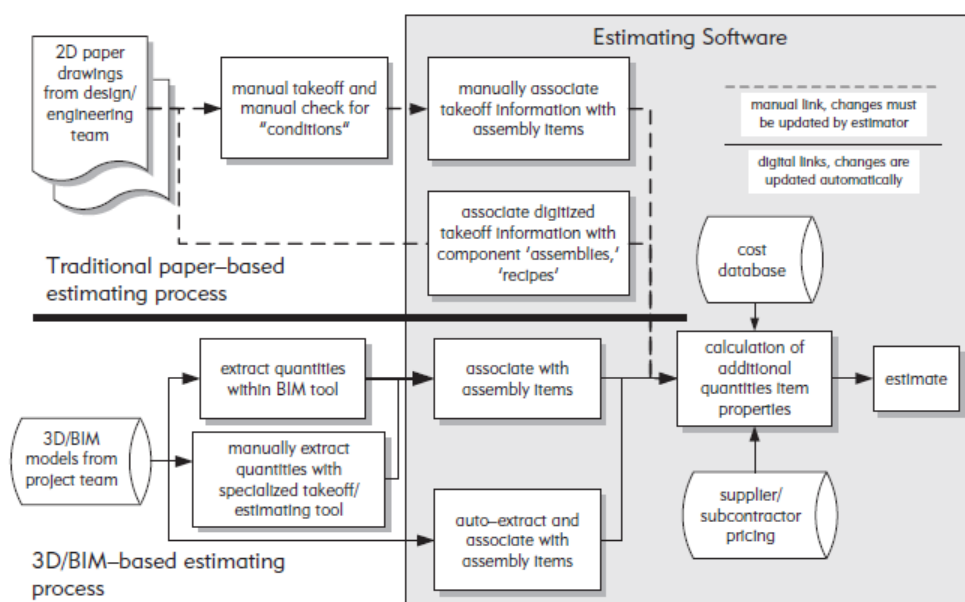 Estimating Software
2D paper
drawings
from design/
engineering
team
manual takeoff and
manual check for
“conditions”
manually associate
takeoff information with
assembly items
manual link, changes must
be updated by estimator
digital links, changes are
updated automatically
associate digitized
takeoff information with
component ‘assemblies,’
‘recipes’
Traditional paper–based
estimating process
cost
database
extract quantities
within BIM tool
associate with
assembly items
calculation of
additional
quantities item
properties
estimate
3D/BIM
models from
project team
manually extract
quantities with
specialized takeoff/
estimating tool
auto–extract and
associate with
assembly items
supplier/
subcontractor
pricing
3D/BIM–based estimating
process